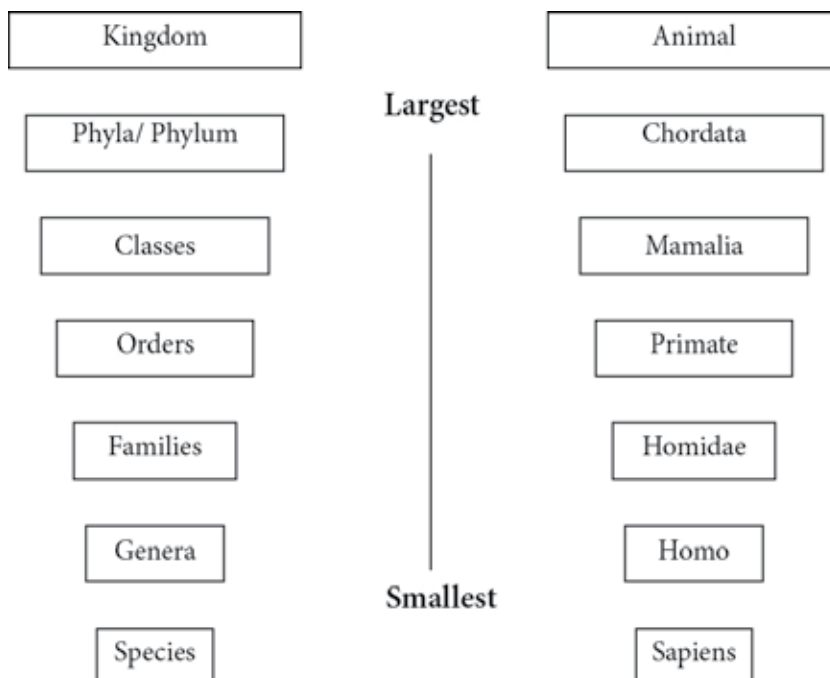 Kingdom
Animal
Largest
Phyla/ Phylum
Chordata
Classes
Mamalia
Orders
Primate
Families
Homidae
Genera
Homo
Smallest
Species
Sapiens